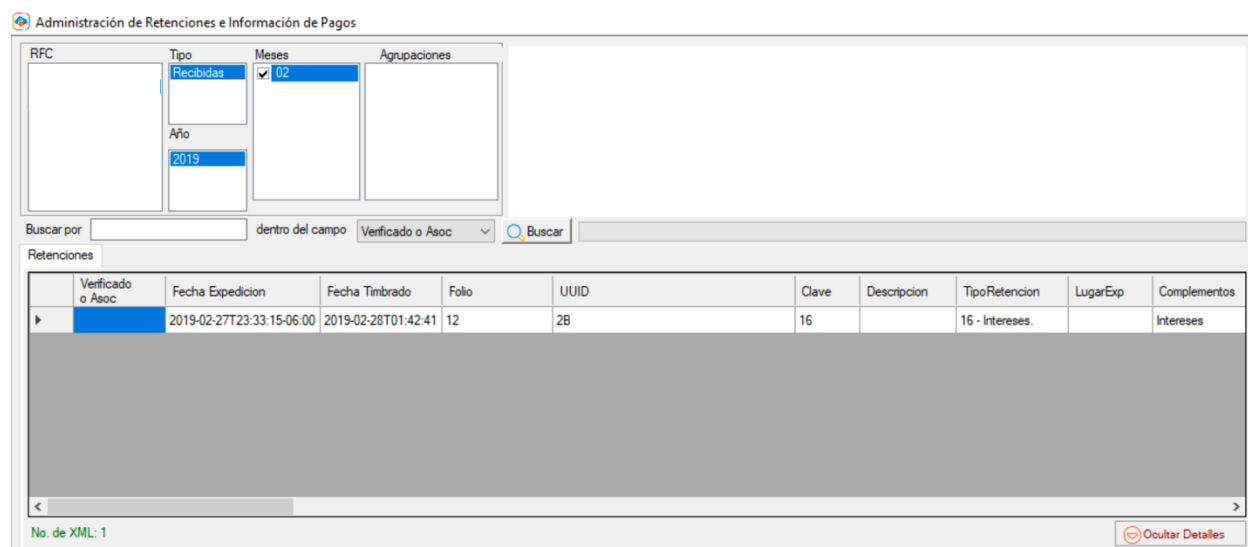 Administración de Retenciones e Información de Pagos
RFC Tipo Meses Agrupaciones
Recibidas 02
Año
2019
Buscar por dentro del campo Verificado o Asoc Buscar
Retenciones
Verificado o Asoc Fecha Expedicion Fecha Timbrado Folio UUID Clave Descripcion TipoRetencion LugarExp Complementos
2019-02-27T23:33:15-06:00 2019-02-28T01:42:41 12 2B 16 16 - Intereses. Intereses
No. de XML: 1 Ocultar Detalles